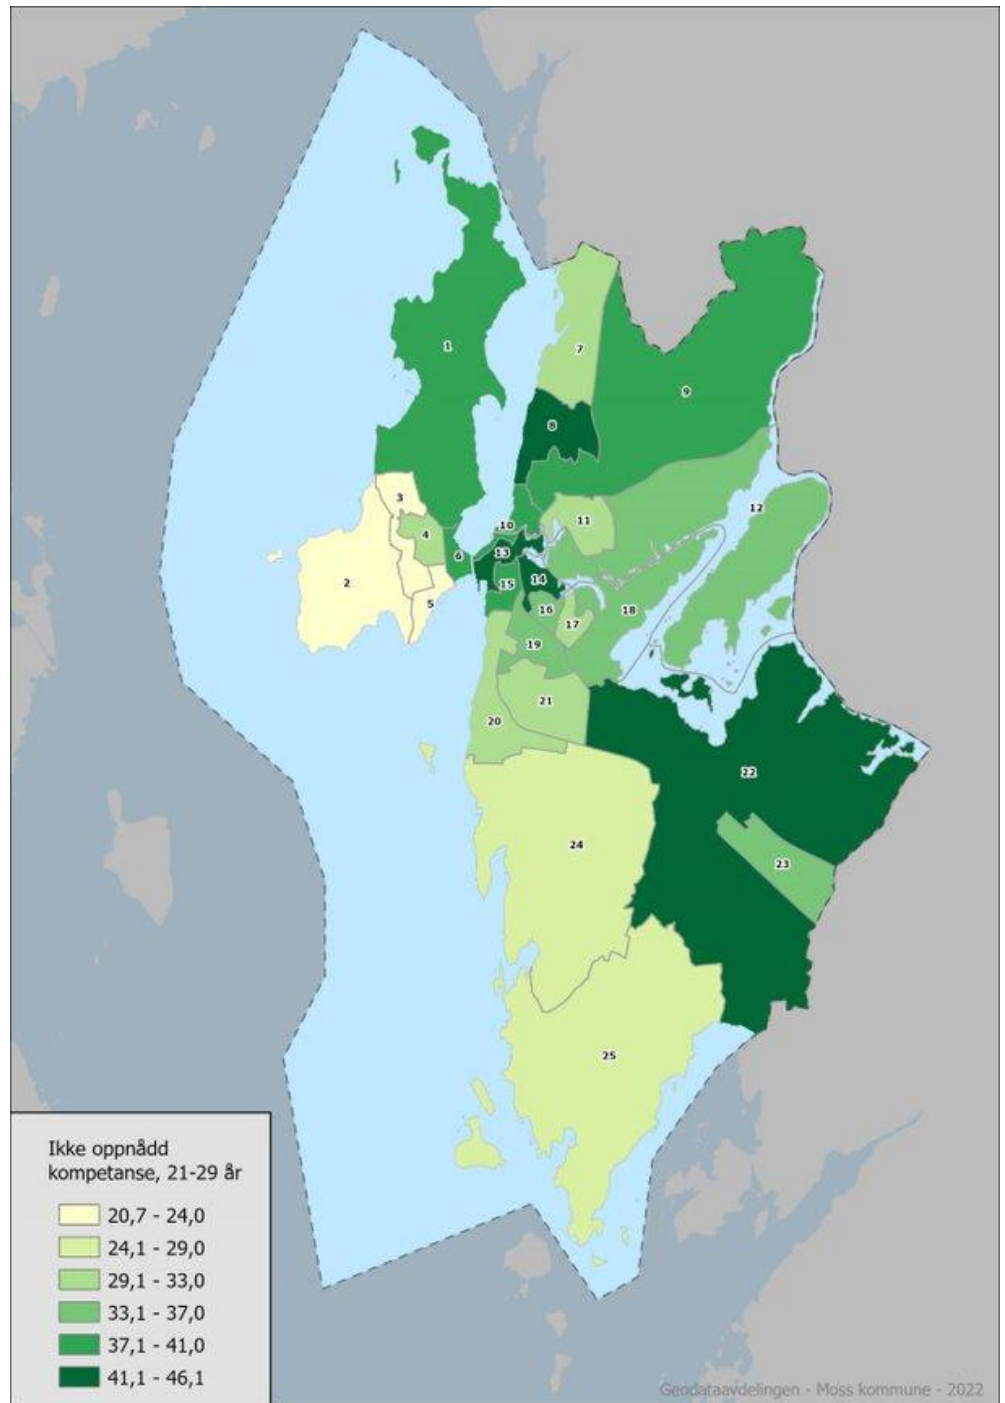 1
7
9
8
3
12
4
11
10
6
13
2
14
15
5
16
18
17
19
21
20
22
24
23
25
Ikke oppnådd
kompetanse, 21-29 år
20,7 - 24,0
24,1 - 29,0
29,1 - 33,0
33,1 - 37,0
37,1 - 41,0
41,1 - 46,1
Geodataavdelingen - Moss kommune - 2022